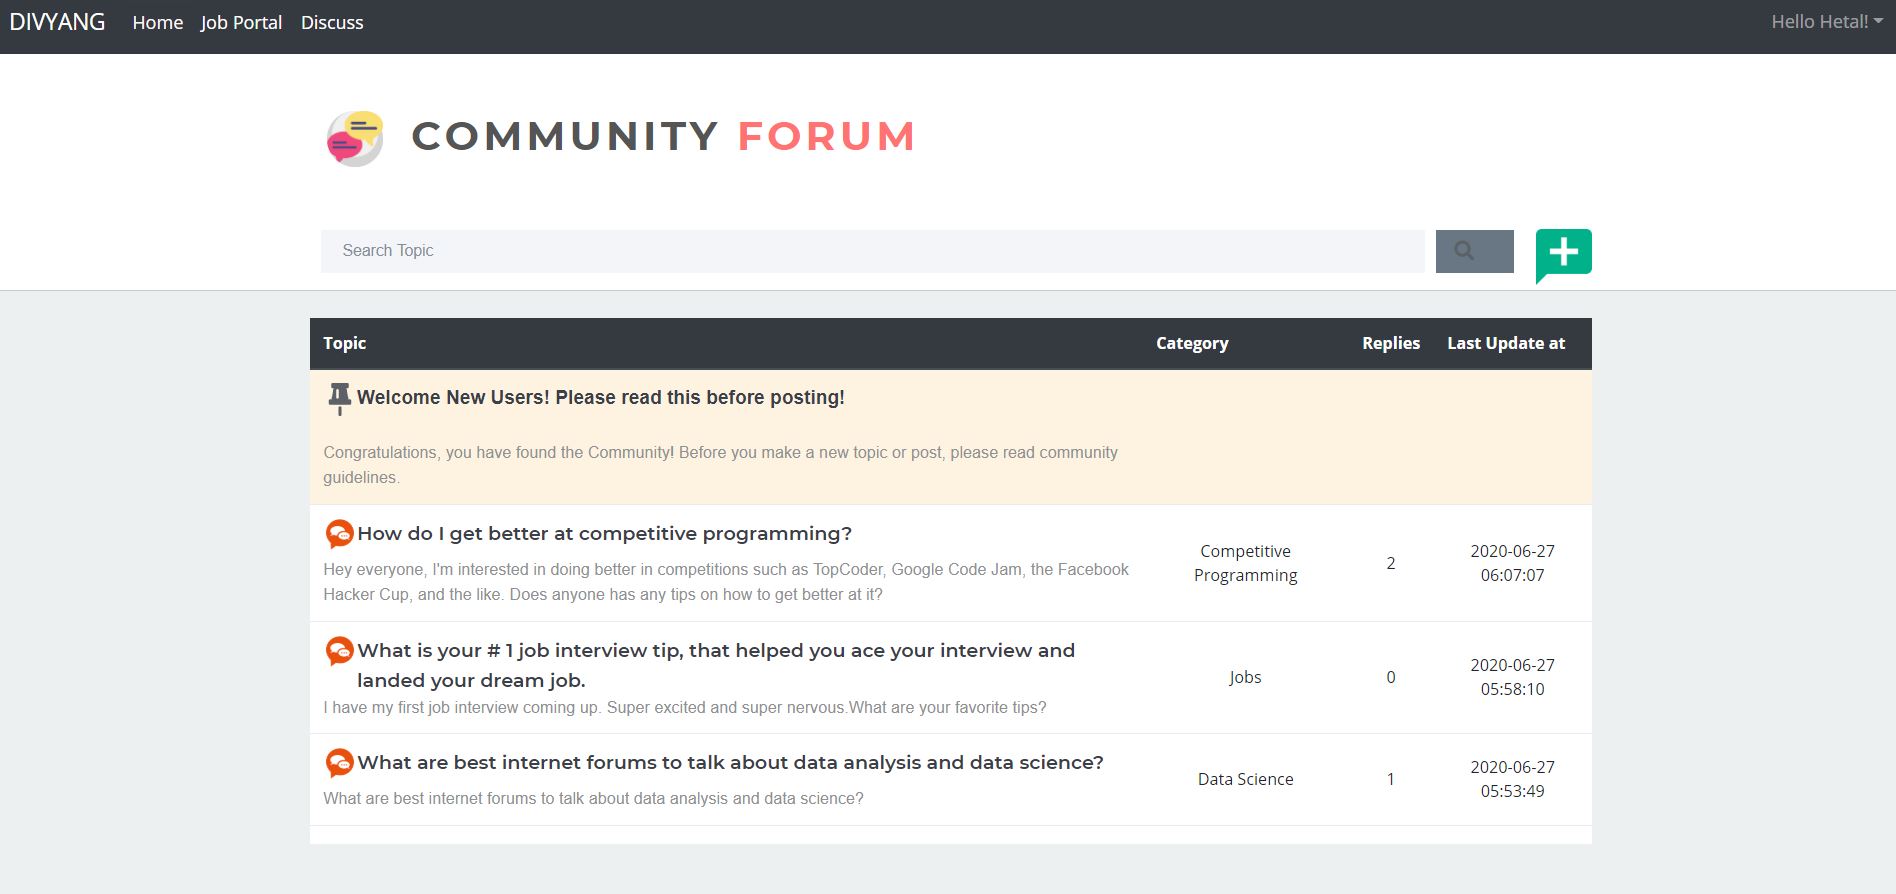 DIVYANG Home Job Portal Discuss Hello Hetal!
COMMUNITY FORUM
Search Topic
Topic Category Replies Last Update at
Welcome New Users! Please read this before posting!
Congratulations, you have found the Community! Before you make a new topic or post, please read community
guidelines.
How do I get better at competitive programming?
Hey everyone, I'm interested in doing better in competitions such as TopCoder, Google Code Jam, the Facebook
Hacker Cup, and the like. Does anyone has any tips on how to get better at it?
Competitive
Programming
2
2020-06-27
06:07:07
What is your # 1 job interview tip, that helped you ace your interview and
landed your dream job.
I have my first job interview coming up. Super excited and super nervous.What are your favorite tips?
Jobs
0
2020-06-27
05:58:10
What are best internet forums to talk about data analysis and data science?
What are best internet forums to talk about data analysis and data science?
Data Science
1
2020-06-27
05:53:49